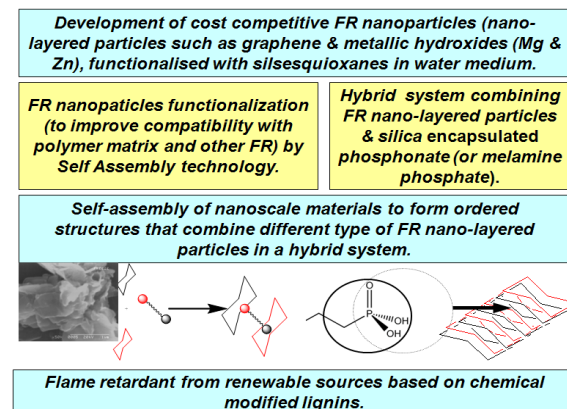 Development of cost competitive FR nanoparticles (nano-
layered particles such as graphene & metallic hydroxides (Mg &
Zn), functionalised with silsesquioxanes in water medium.
FR nanopaticles functionalization
(to improve compatibility with
polymer matrix and other FR) by
Self Assembly technology.
Hybrid system combining
FR nano-layered particles
& silica encapsulated
phosphonate (or melamine
phosphate).
Self-assembly of nanoscale materials to form ordered
structures that combine different type of FR nano-layered
particles in a hybrid system.
O
P
OH
OH
Flame retardant from renewable sources based on chemical
modified lignins.